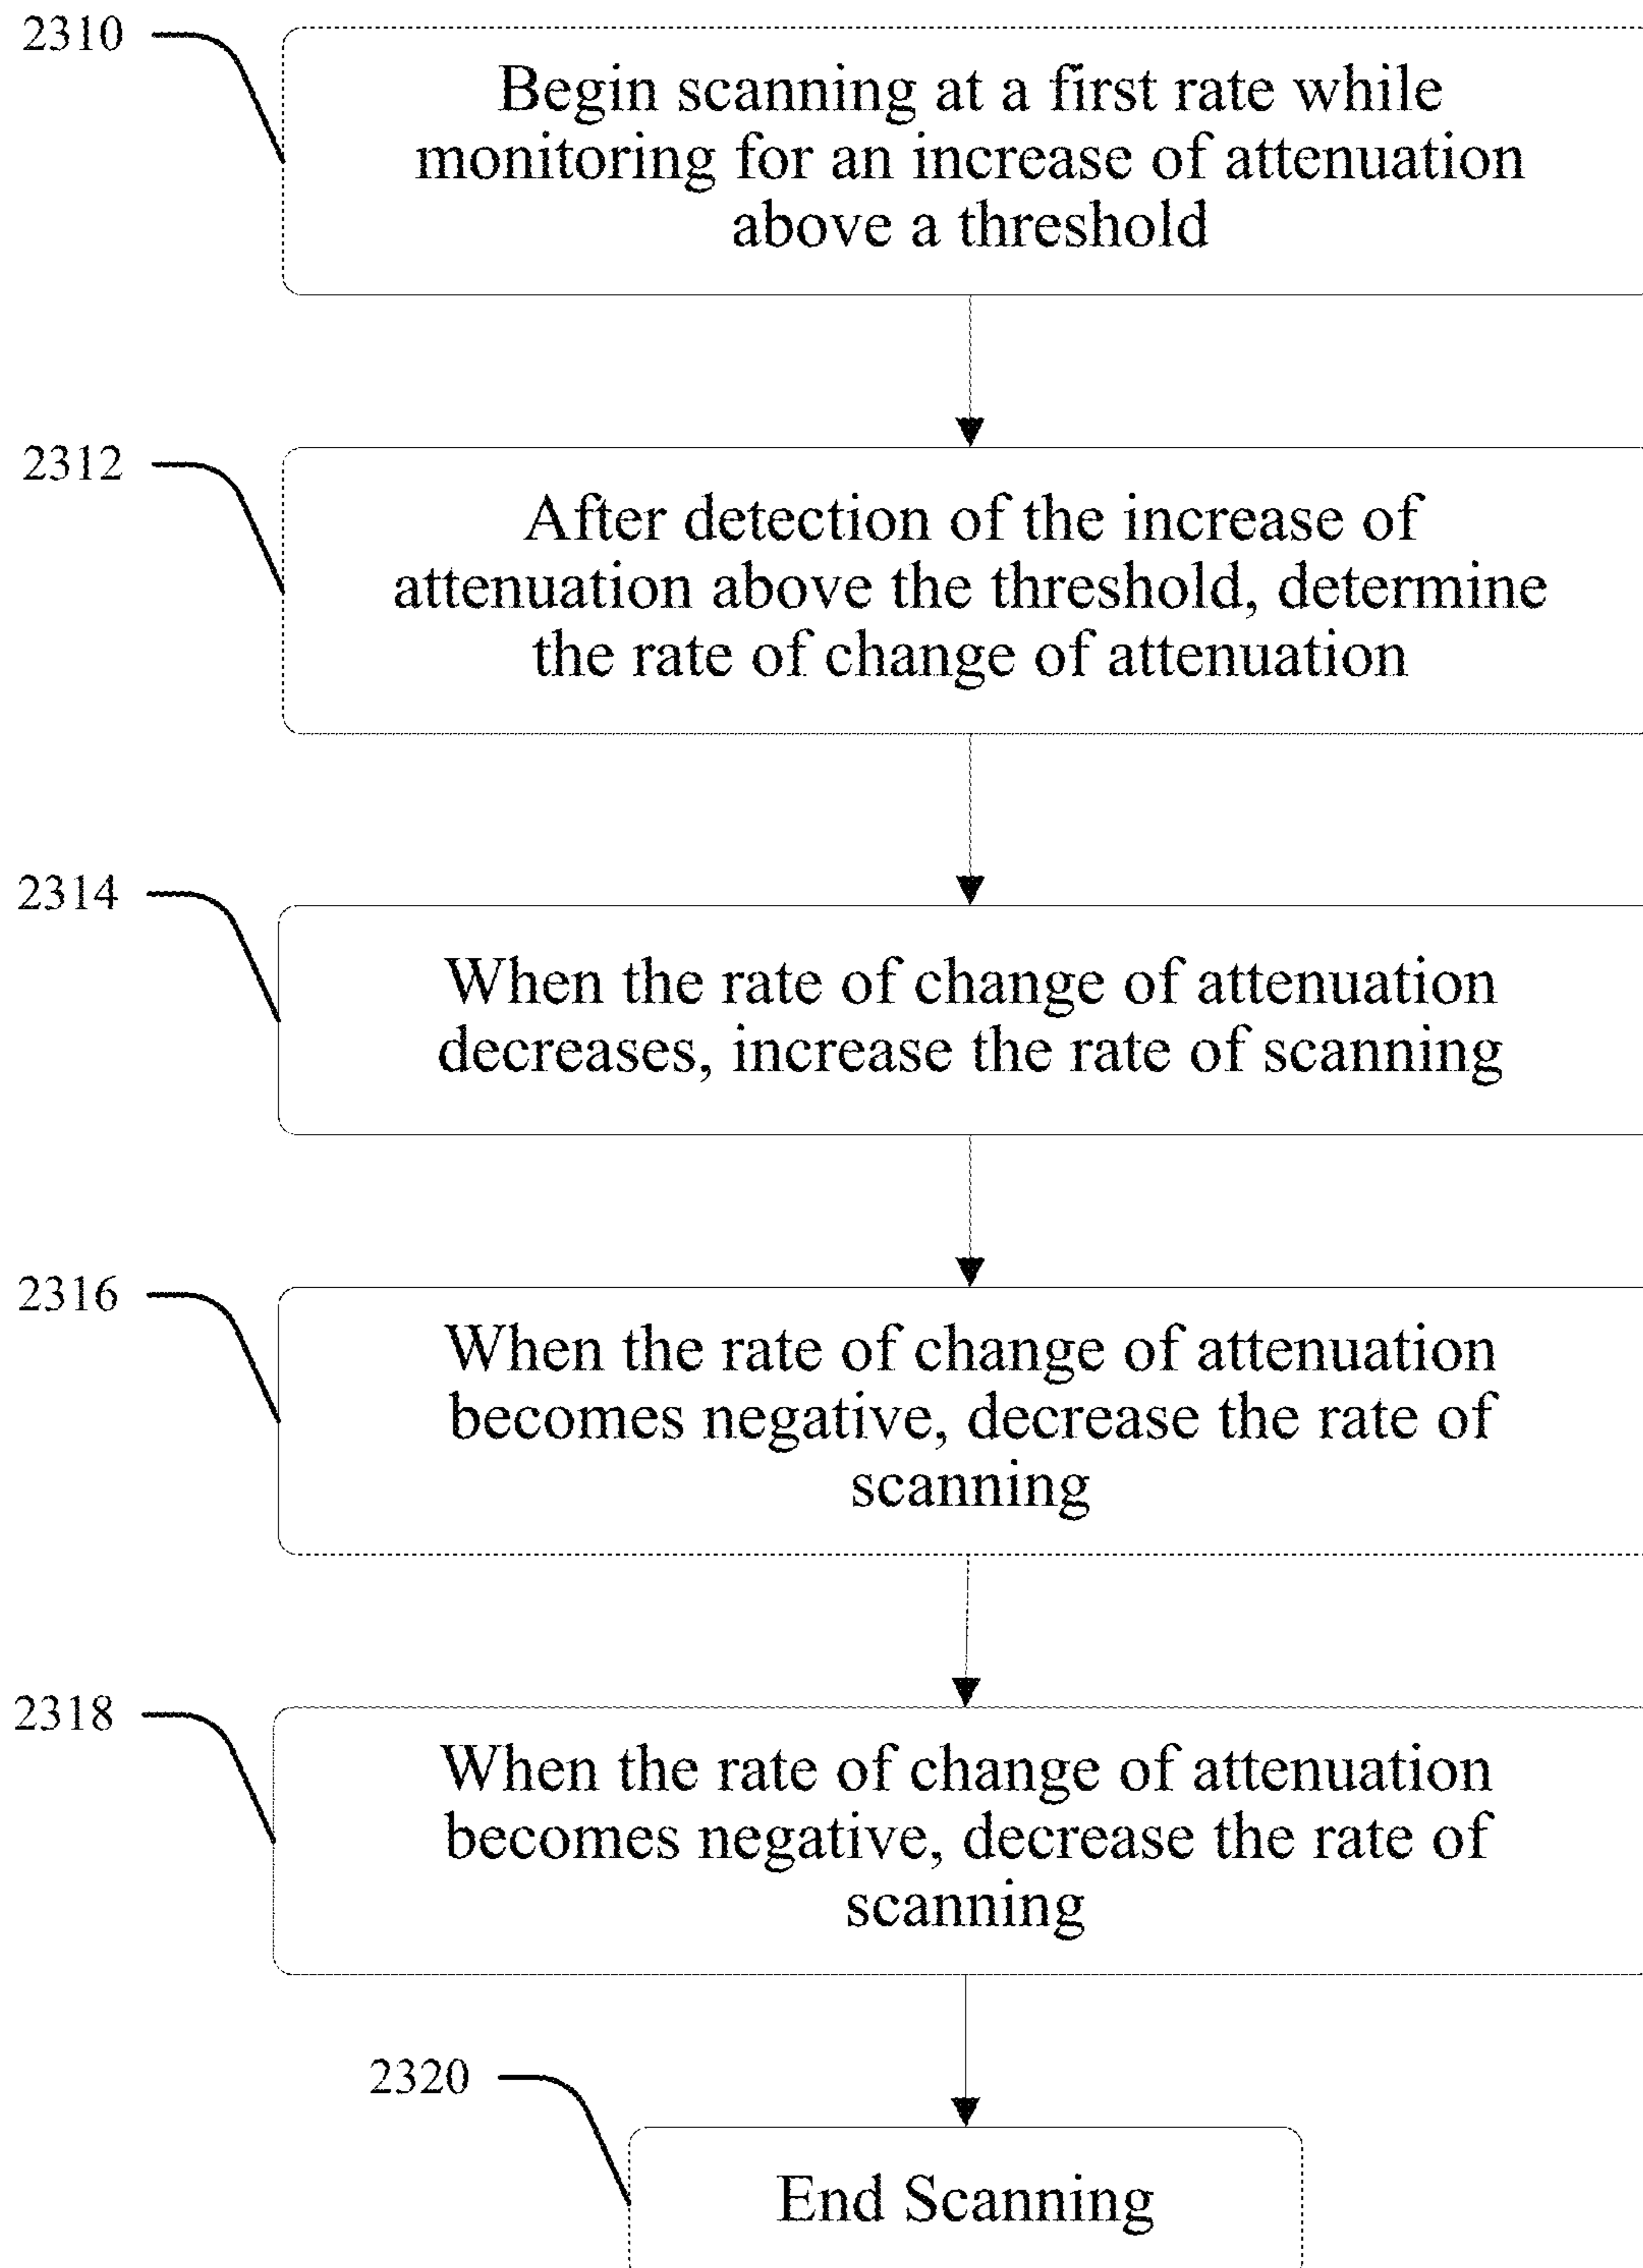 2310
Begin scanning at a first rate while
monitoring for an increase of attenuation
above a threshold
2312
After detection of the increase of
attenuation above the threshold, determine
the rate of change of attenuation
2314
When the rate of change of attenuation
decreases, increase the rate of scanning
2316
When the rate of change of attenuation
becomes negative, decrease the rate of
scanning
2318
When the rate of change of attenuation
becomes negative, decrease the rate of
scanning
2320
End Scanning